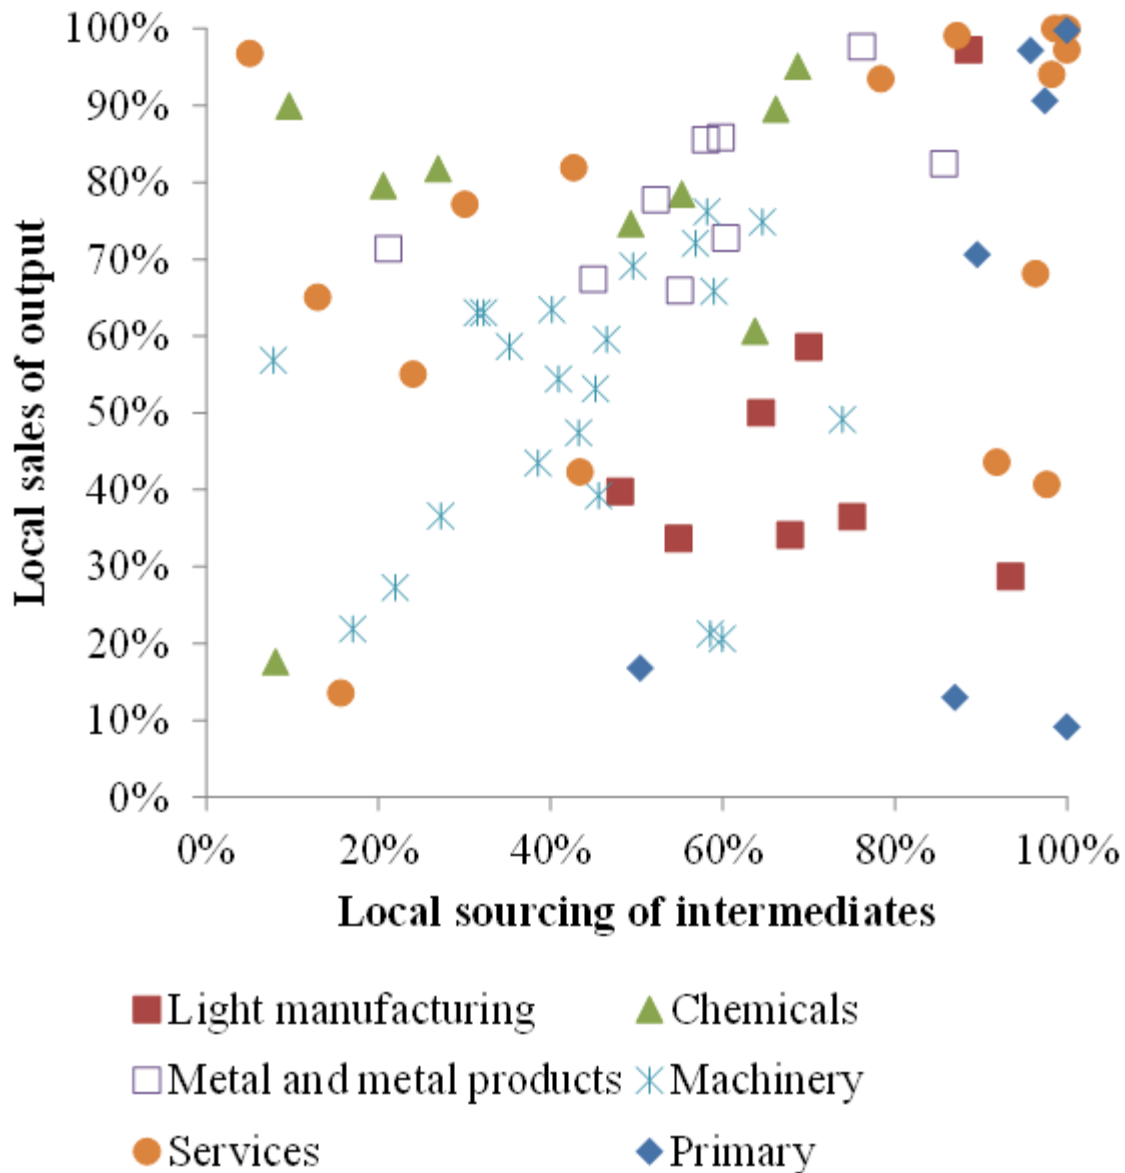 100%
90%
80%
70%
60%
50%
40%
30%
20%
10%
0%
Local sales of output
0% 20% 40% 60% 80% 100%
Local sourcing of intermediates
Light manufacturing Chemicals
Metal and metal products Machinery
Services Primary